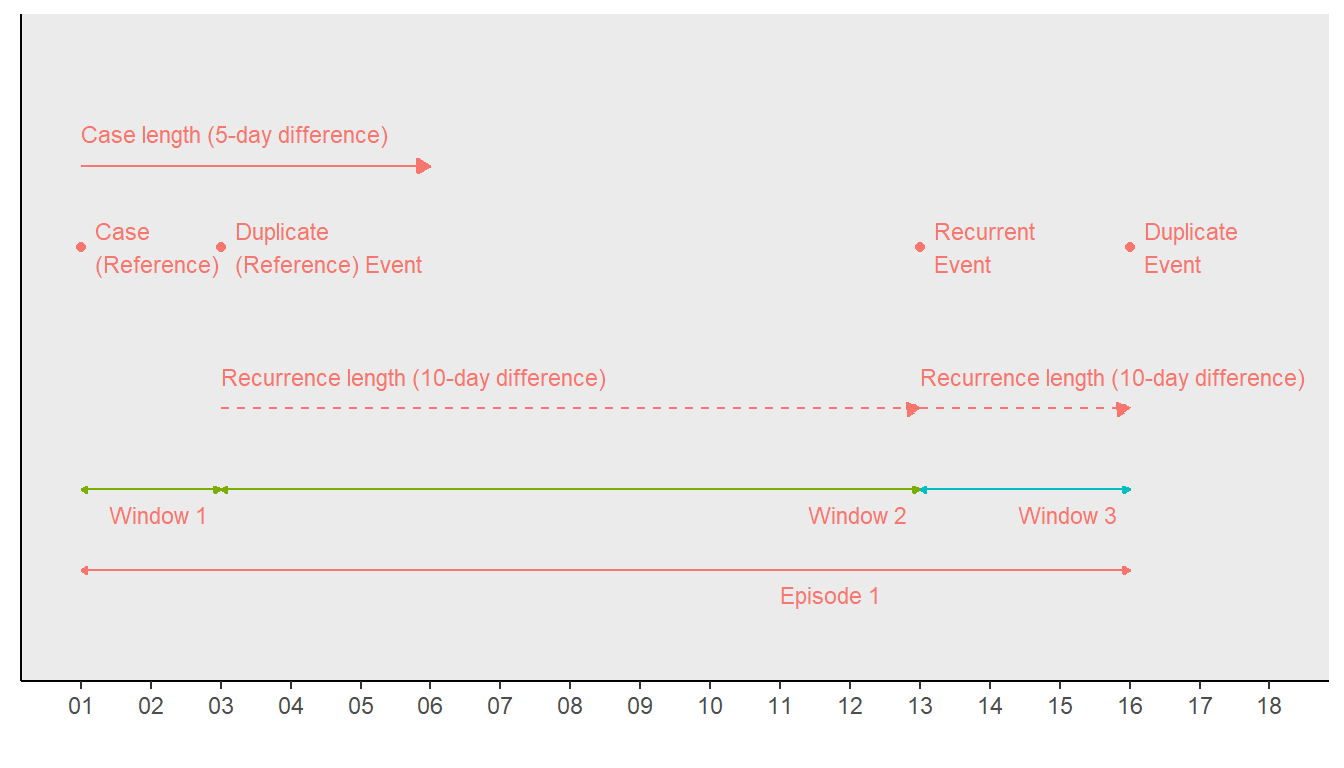 Case length (5-day difference)
Case
(Reference)
Duplicate
(Reference) Event
Recurrent
Event
Duplicate
Event
Recurrence length (10-day difference)
Recurrence length (10-day difference)
Window 1
Window 2
Window 3
Episode 1
01 02 03 04 05 06 07 08 09 10 11 12 13 14 15 16 17 18